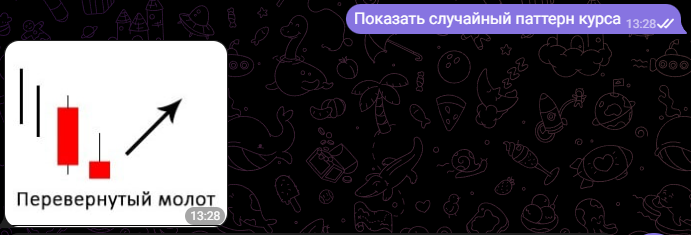 Показать случайный паттерн курса 13:28
Перевернутый молот
13:28